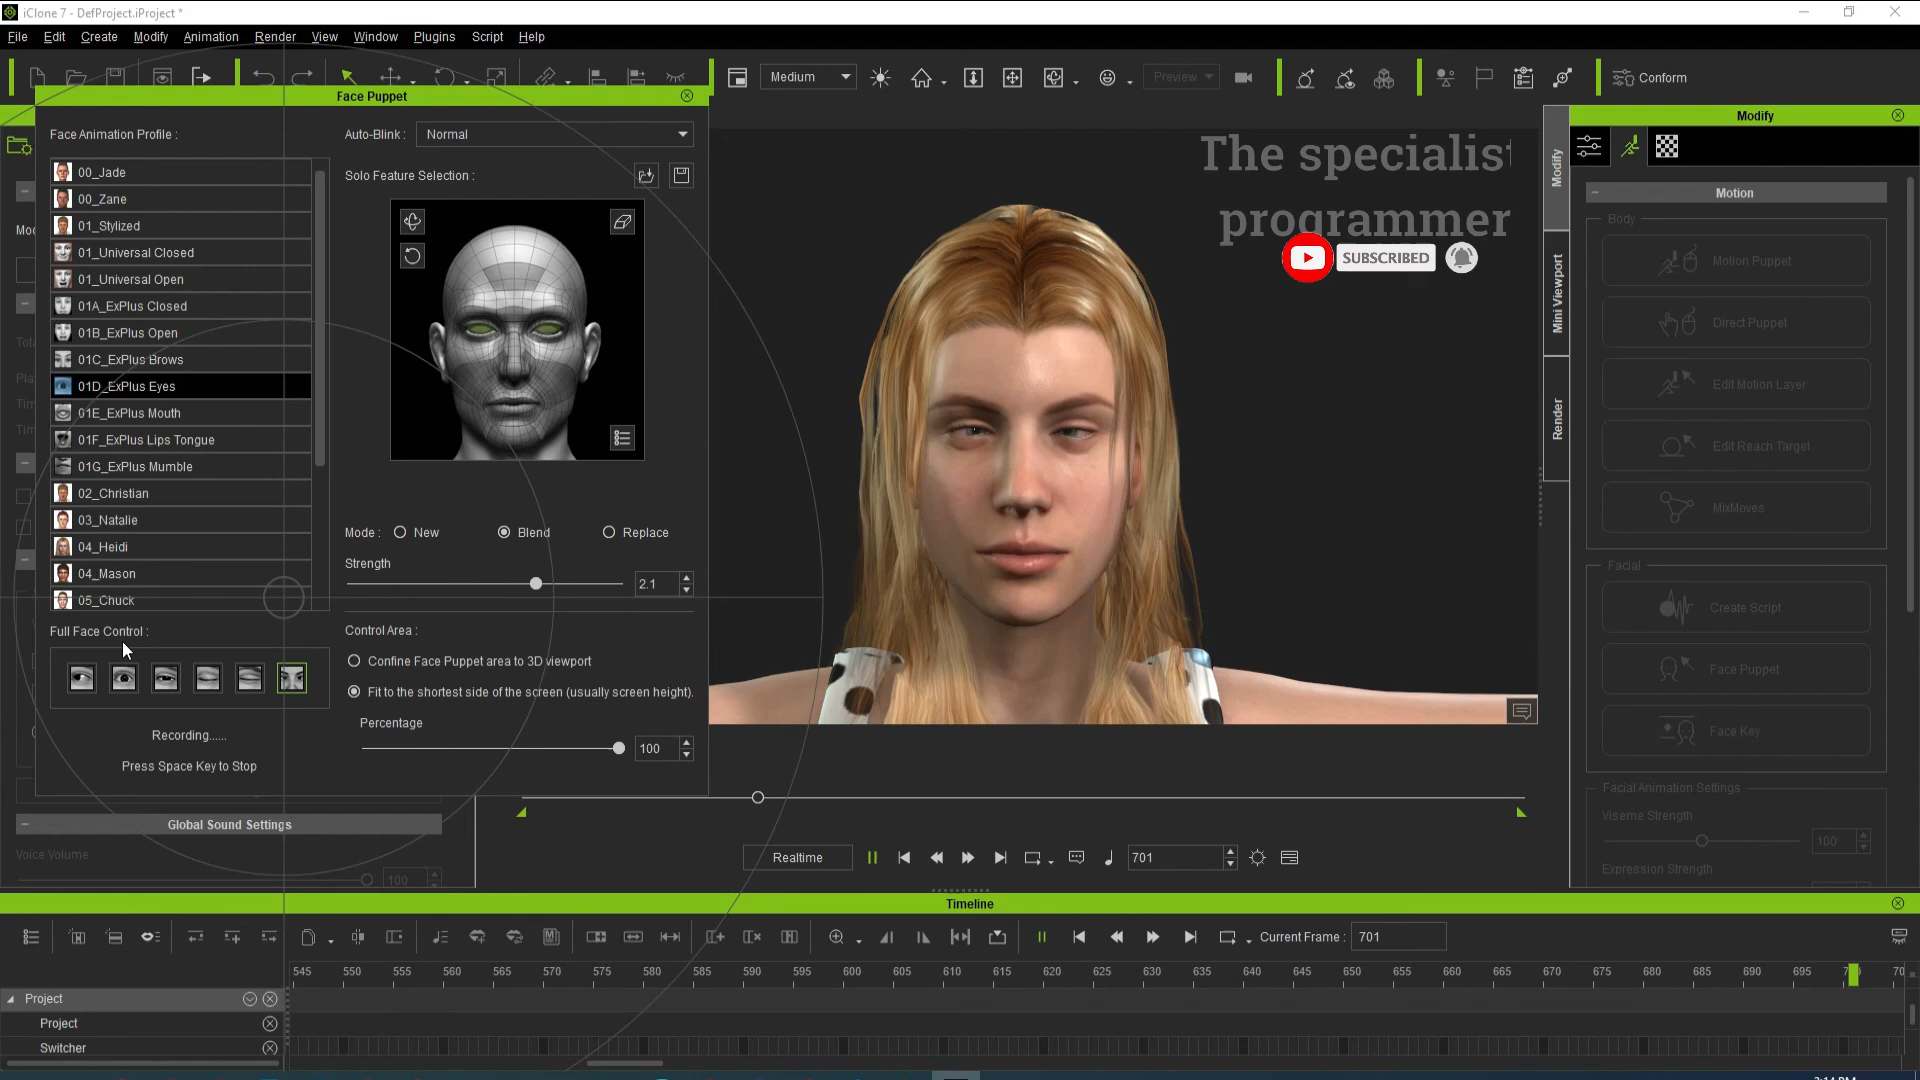 iClone 7 - DefProject.iProject *
File Edit Create Modify Animation Render View Window Plugins Script Help
Medium
Preview
Conform
Face Puppet
Modify
Face Animation Profile :
Auto-Blink : Normal
Solo Feature Selection :
00_Jade
00_Zane
01_Stylized
01_Universal Closed
01_Universal Open
01A_ExPlus Closed
01B_ExPlus Open
01C_ExPlus Brows
01D_ExPlus Eyes
01E_ExPlus Mouth
01F_ExPlus Lips Tongue
01G_ExPlus Mumble
02_Christian
03_Natalie
04_Heidi
04_Mason
05_Chuck
Mode : New Blend Replace
Strength
2.1
Full Face Control :
Control Area :
Confine Face Puppet area to 3D viewport
Fit to the shortest side of the screen (usually screen height).
Percentage
100
Recording......
Press Space Key to Stop
Global Sound Settings
Voice Volume
100
The specialist
programmer
SUBSCRIBED
Modify
Mini Viewport
Render
Motion
Body
Motion Puppet
Direct Puppet
Edit Motion Layer
Edit Reach Target
MixMoves
Facial
Create Script
Face Puppet
Face Key
Facial Animation Settings
Viseme Strength
100
Expression Strength
Realtime
701
Timeline
Current Frame : 701
545 550 555 560 565 570 575 580 585 590 595 600 605 610 615 620 625 630 635 640 645 650 655 660 665 670 675 680 685 690 695
Project
Project
Switcher